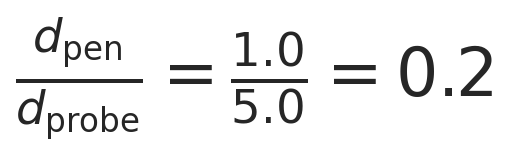 d_pen / d_probe = 1.0 / 5.0 = 0.2